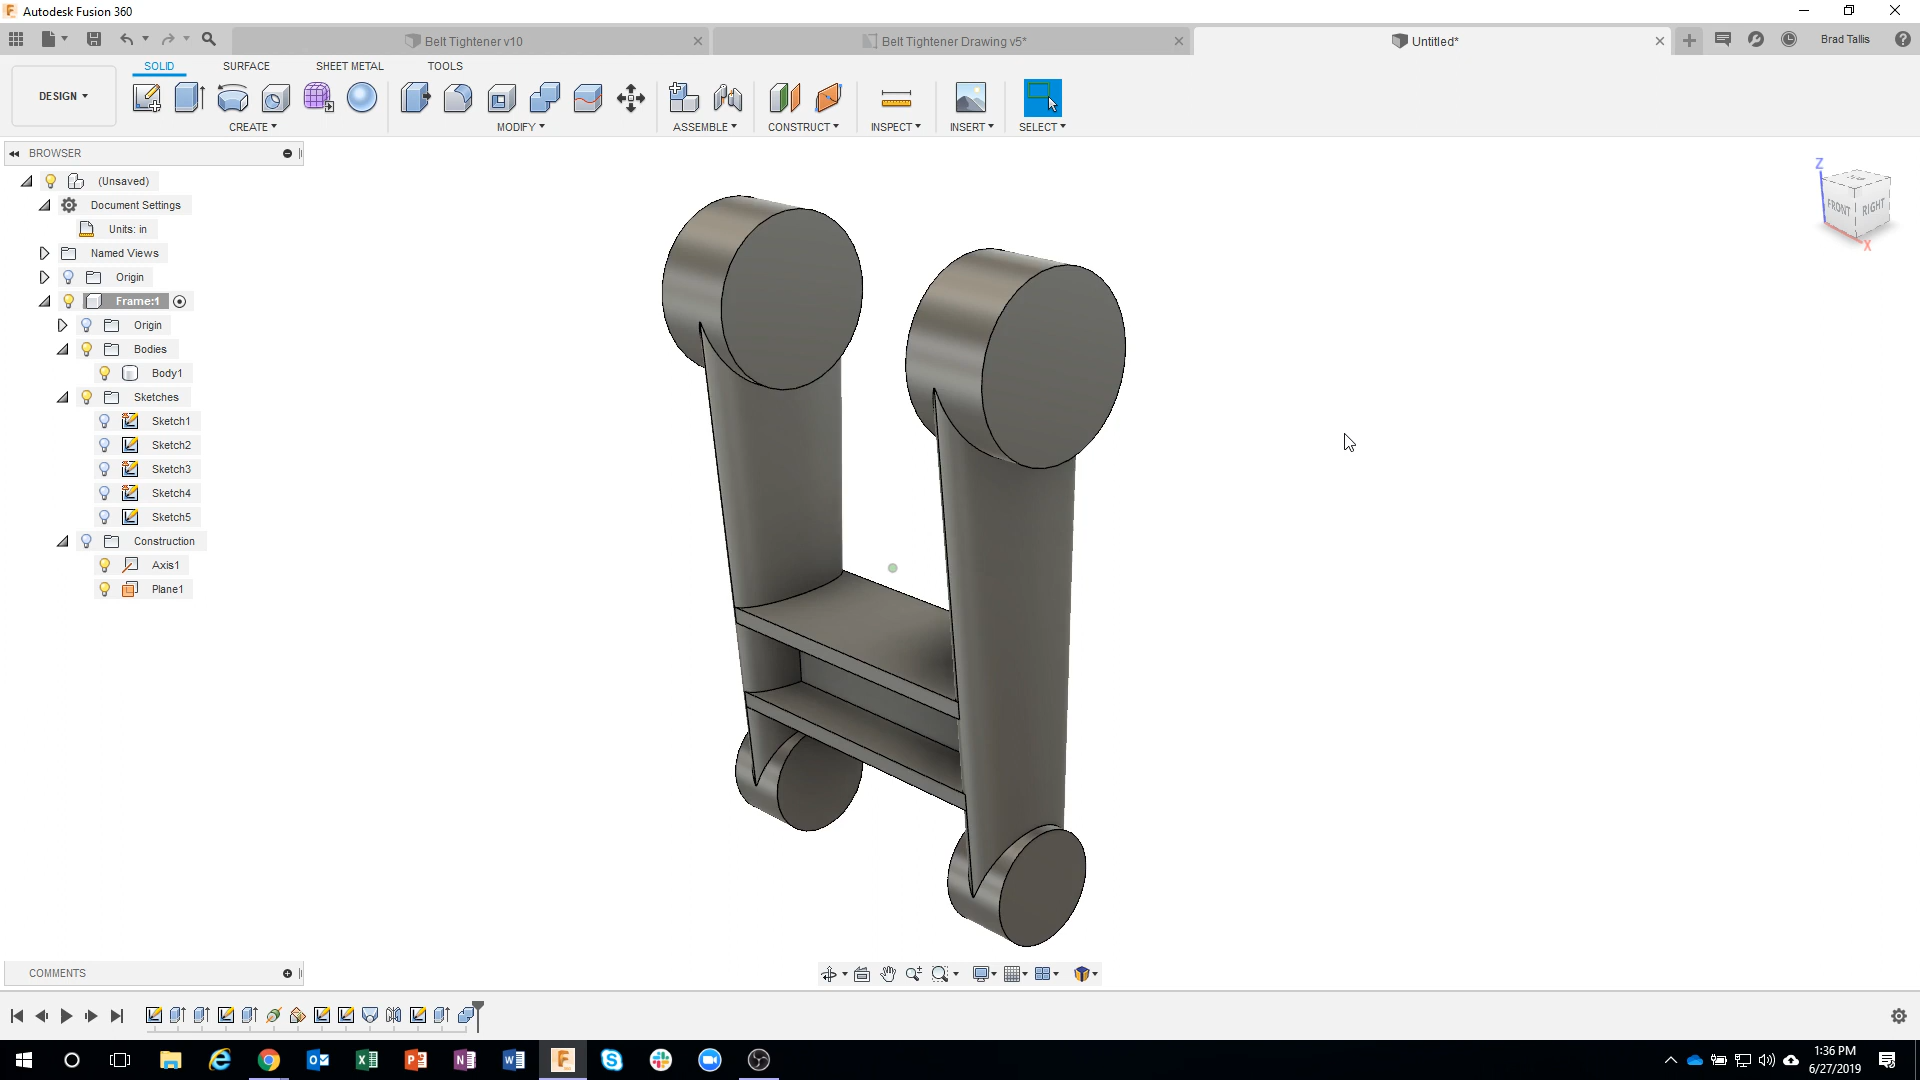 Autodesk Fusion 360
Belt Tightener v10
Belt Tightener Drawing v5*
Untitled*
Brad Tallis
SOLID
SURFACE
SHEET METAL
TOOLS
DESIGN
CREATE
MODIFY
ASSEMBLE
CONSTRUCT
INSPECT
INSERT
SELECT
BROWSER
(Unsaved)
Document Settings
Units: in
Named Views
Origin
Frame:1
Origin
Bodies
Body1
Sketches
Sketch1
Sketch2
Sketch3
Sketch4
Sketch5
Construction
Axis1
Plane1
Z
FRONT
RIGHT
X
COMMENTS
1:36 PM
6/27/2019